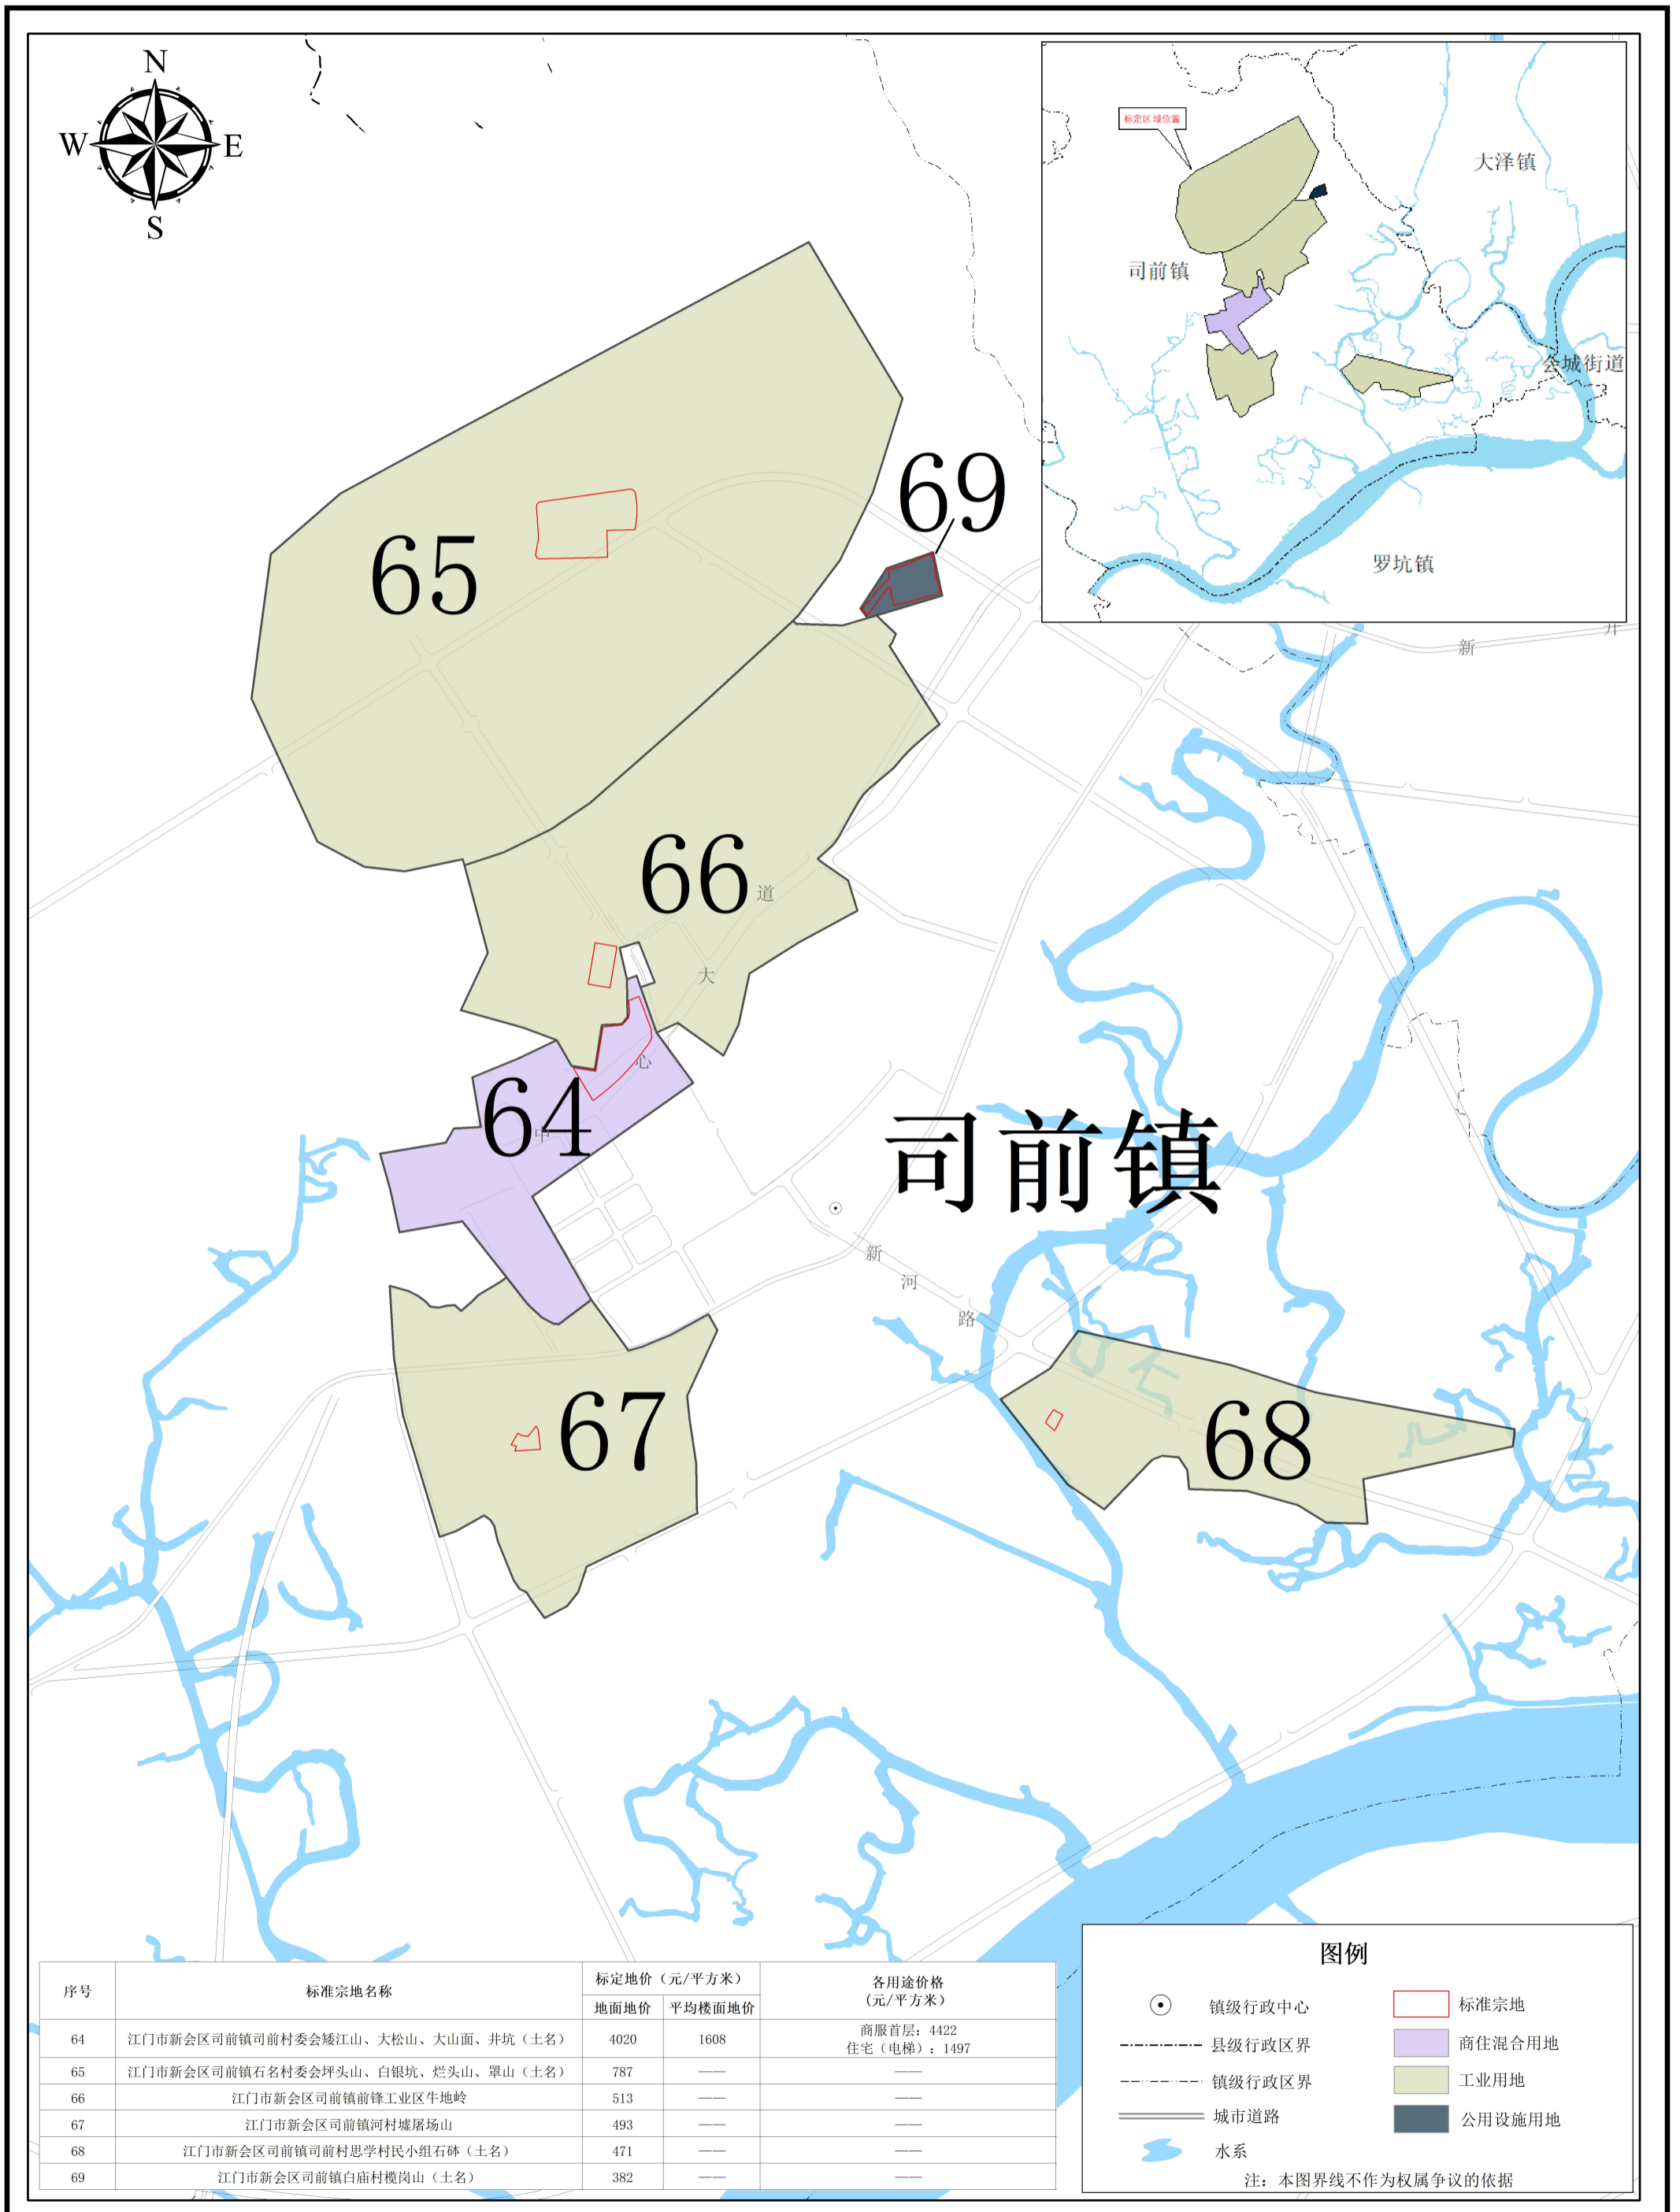 N
W
E
S
标定区域位置
大泽镇
司前镇
会城街道
罗坑镇
新
开
69
65
66
道
大
心
64
中
司前镇
新
河
路
67
68
序号
标准宗地名称
标定地价（元/平方米）
各用途价格
（元/平方米）
地面地价
平均楼面地价
64 江门市新会区司前镇司前村委会矮江山、大松山、大山面、井坑（土名） 4020 1608 商服首层：4422
住宅（电梯）：1497
65 江门市新会区司前镇石名村委会坪头山、白银坑、烂头山、罩山（土名） 787 —— ——
66 江门市新会区司前镇前锋工业区牛地岭 513 —— ——
67 江门市新会区司前镇河村墟屠场山 493 —— ——
68 江门市新会区司前镇司前村思学村民小组石砵（土名） 471 —— ——
69 江门市新会区司前镇白庙村榄岗山（土名） 382 —— ——
图例
镇级行政中心
标准宗地
县级行政区界
商住混合用地
镇级行政区界
工业用地
城市道路
公用设施用地
水系
注：本图界线不作为权属争议的依据